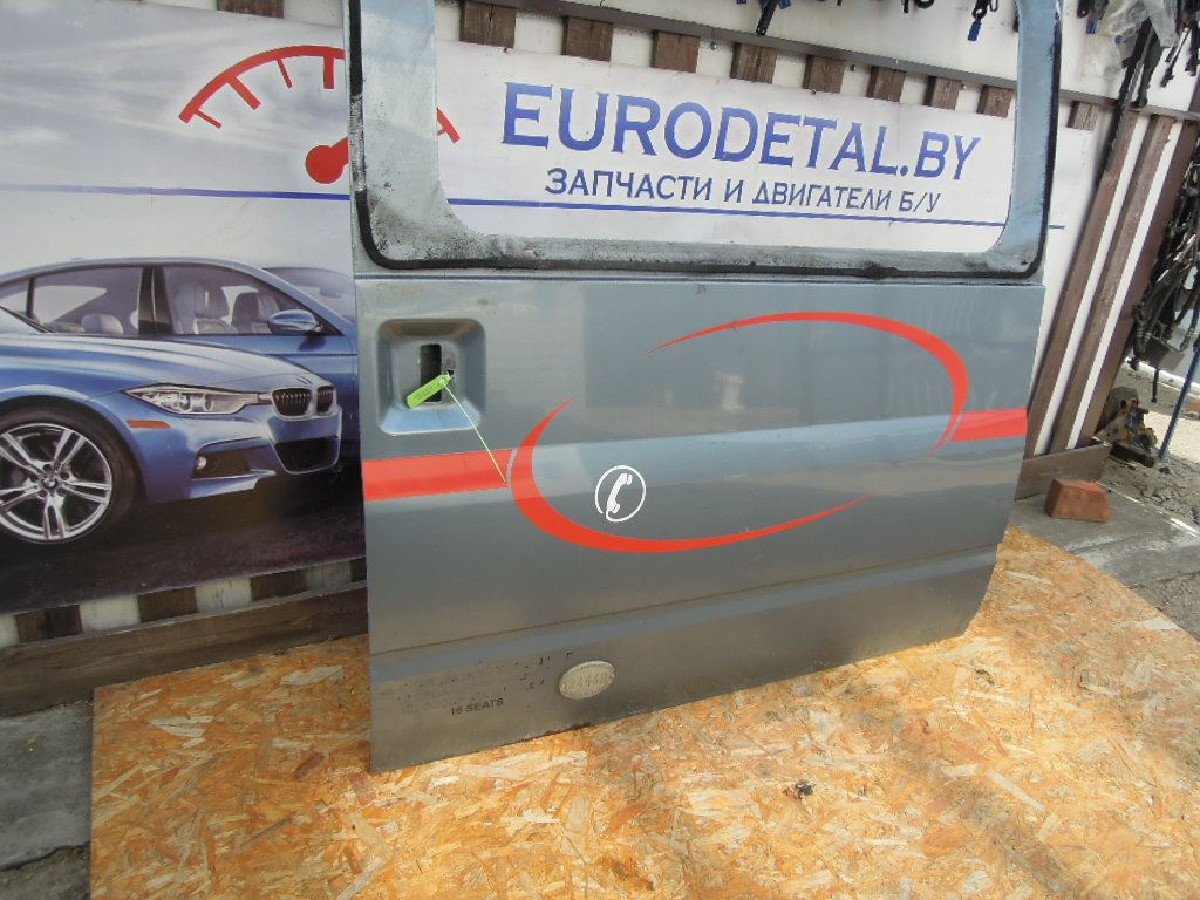 EURODETAL.BY
ЗАПЧАСТИ И ДВИГАТЕЛИ Б/У
16 SEATS